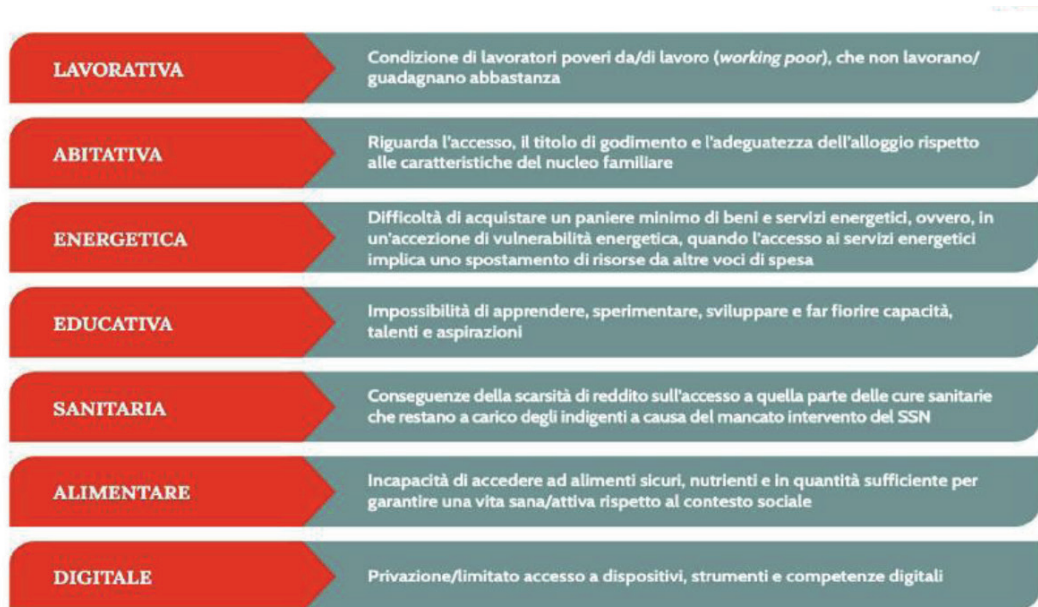 LAVORATIVA
Condizione di lavoratori poveri da/di lavoro (working poor), che non lavorano/
guadagnano abbastanza
ABITATIVA
Riguarda l'accesso, il titolo di godimento e l'adeguatezza dell'alloggio rispetto
alle caratteristiche del nucleo familiare
ENERGETICA
Difficoltà di acquistare un paniere minimo di beni e servizi energetici, ovvero, in
un'accezione di vulnerabilità energetica, quando l'accesso ai servizi energetici
implica uno spostamento di risorse da altre voci di spesa
EDUCATIVA
Impossibilità di apprendere, sperimentare, sviluppare e far fiorire capacità,
talenti e aspirazioni
SANITARIA
Conseguenze della scarsità di reddito sull'accesso a quella parte delle cure sanitarie
che restano a carico degli indigenti a causa del mancato intervento del SSN
ALIMENTARE
Incapacità di accedere ad alimenti sicuri, nutrienti e in quantità sufficiente per
garantire una vita sana/attiva rispetto al contesto sociale
DIGITALE
Privazione/limitato accesso a dispositivi, strumenti e competenze digitali